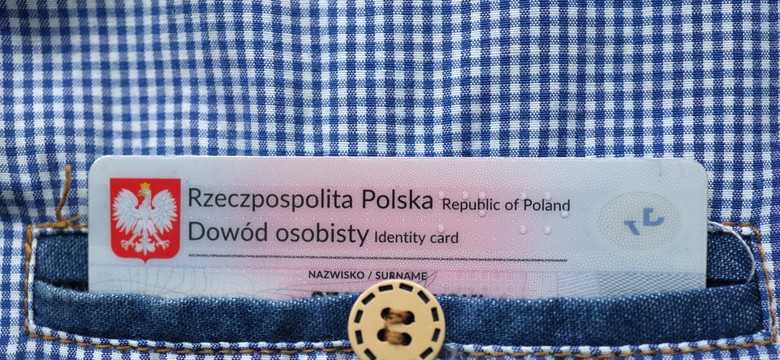 Rzeczpospolita Polska Republic of Poland
Dowód osobisty Identity card
NAZWISKO / SURNAME